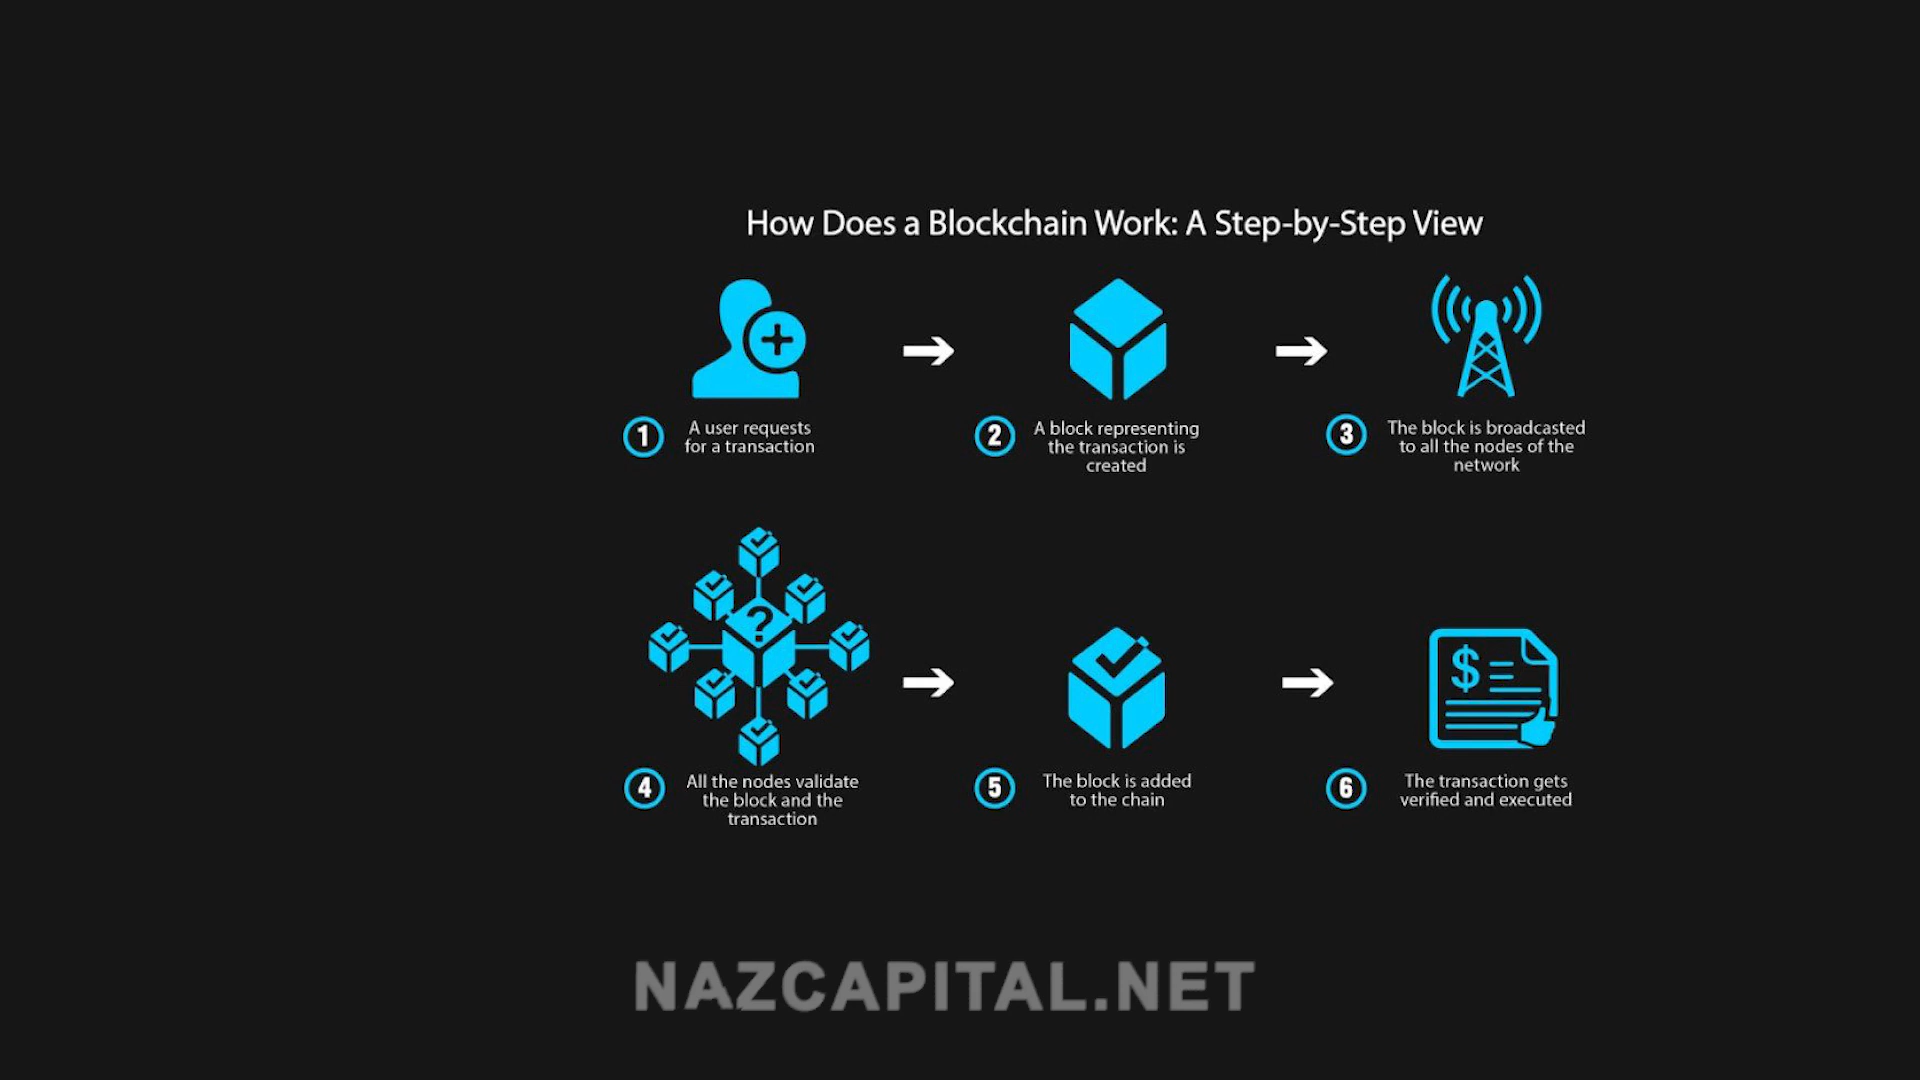 How Does a Blockchain Work: A Step-by-Step View
1
A user requests
for a transaction
2
A block representing
the transaction is
created
3
The block is broadcasted
to all the nodes of the
network
?
4
All the nodes validate
the block and the
transaction
5
The block is added
to the chain
$
6
The transaction gets
verified and executed
NAZCAPITAL.NET